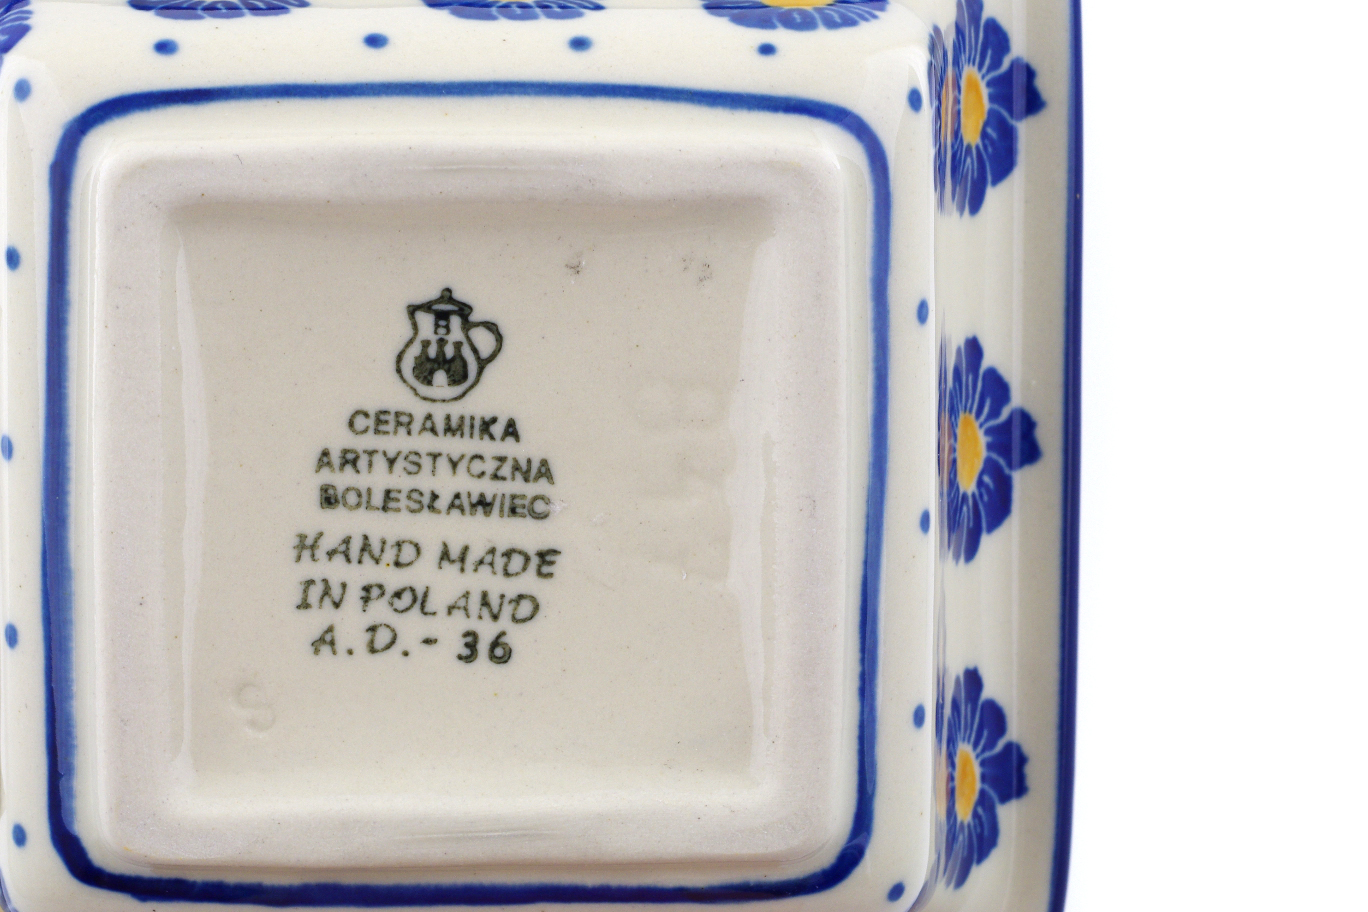 CERAMIKA
ARTYSTYCZNA
BOLESŁAWIEC
HAND MADE
IN POLAND
A.D.- 36
S